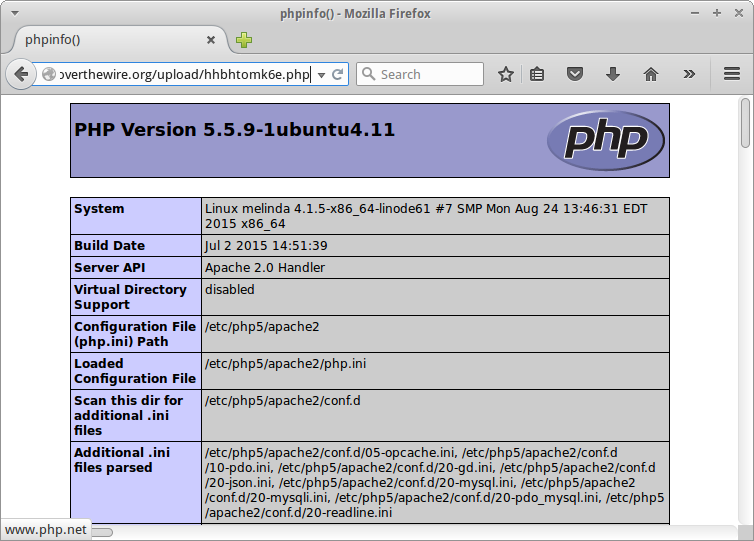 phpinfo() - Mozilla Firefox
phpinfo()
overthewire.org/upload/hhbhtomk6e.php
Search
PHP Version 5.5.9-1ubuntu4.11
php
System
Linux melinda 4.1.5-x86_64-linode61 #7 SMP Mon Aug 24 13:46:31 EDT
2015 x86_64
Build Date
Jul 2 2015 14:51:39
Server API
Apache 2.0 Handler
Virtual Directory
Support
disabled
Configuration File
(php.ini) Path
/etc/php5/apache2
Loaded
Configuration File
/etc/php5/apache2/php.ini
Scan this dir for
additional .ini
files
/etc/php5/apache2/conf.d
Additional .ini
files parsed
/etc/php5/apache2/conf.d/05-opcache.ini, /etc/php5/apache2/conf.d
/10-pdo.ini, /etc/php5/apache2/conf.d/20-gd.ini, /etc/php5/apache2/conf.d
/20-json.ini, /etc/php5/apache2/conf.d/20-mysql.ini, /etc/php5/apache2
/conf.d/20-mysqli.ini, /etc/php5/apache2/conf.d/20-pdo_mysql.ini, /etc/php5
/apache2/conf.d/20-readline.ini
www.php.net